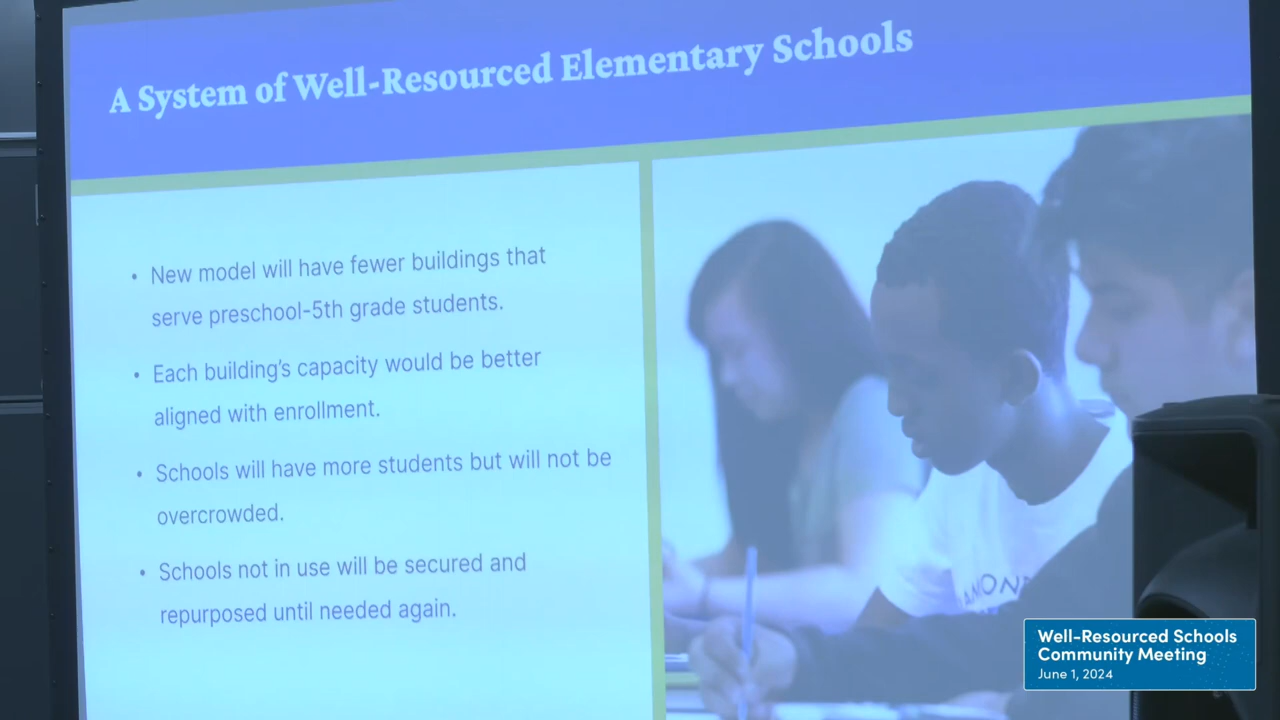 A System of Well-Resourced Elementary Schools
• New model will have fewer buildings that
serve preschool-5th grade students.
• Each building's capacity would be better
aligned with enrollment.
• Schools will have more students but will not be
overcrowded.
• Schools not in use will be secured and
repurposed until needed again.
Well-Resourced Schools
Community Meeting
June 1, 2024